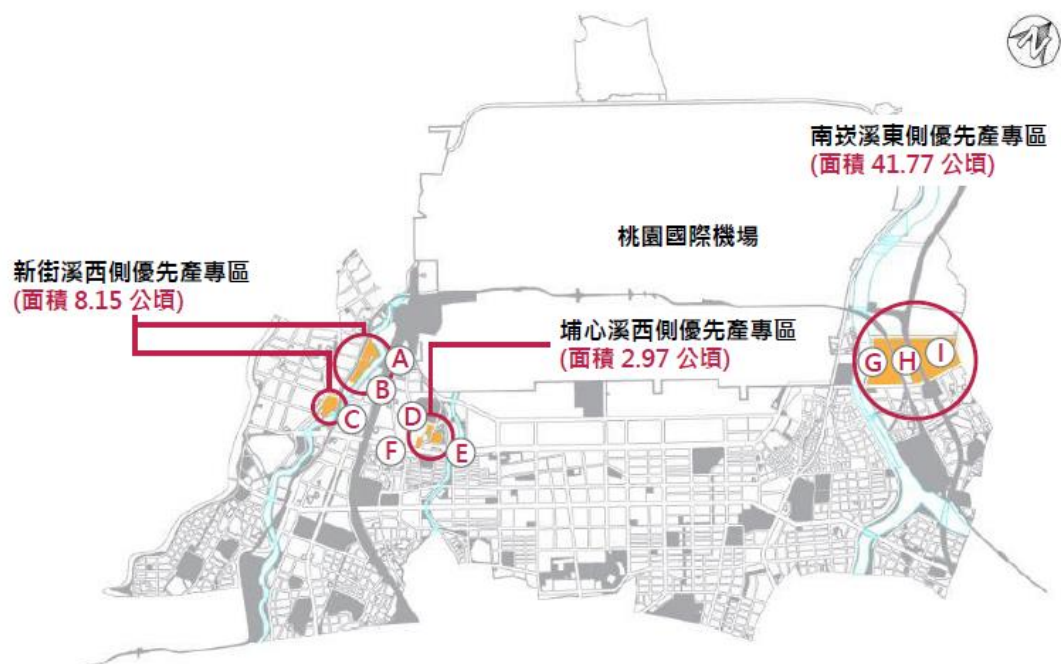 南崁溪東側優先產專區
(面積 41.77 公頃)
桃園國際機場
新街溪西側優先產專區
(面積 8.15 公頃)
埔心溪西側優先產專區
(面積 2.97 公頃)
A
B
C
D
E
F
G
H
I